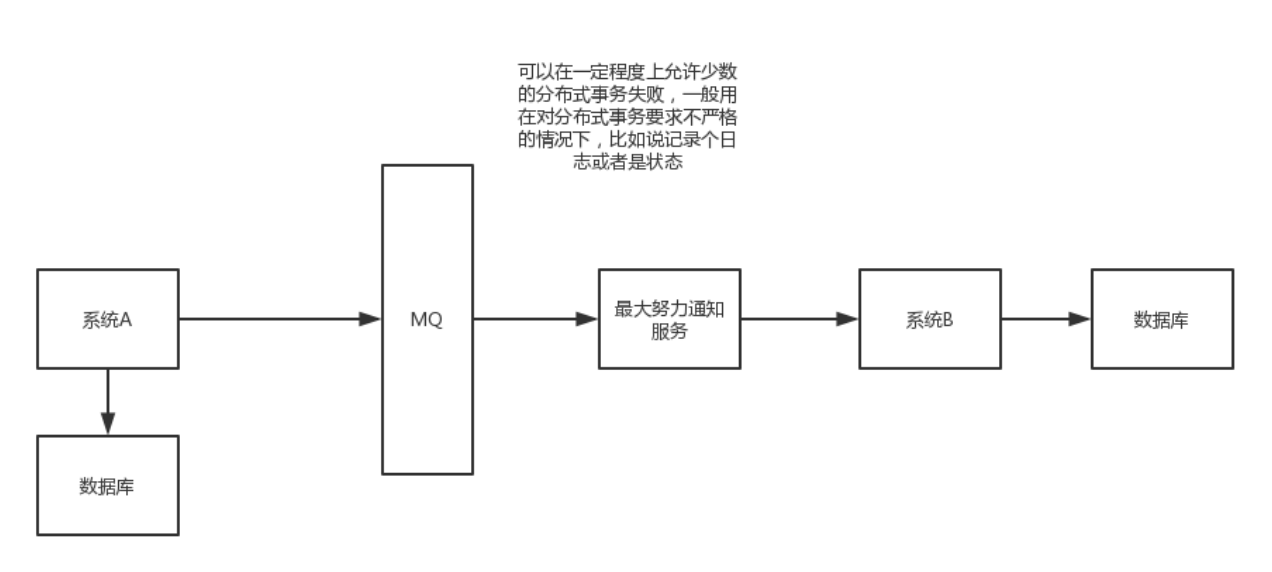 可以在一定程度上允许少数
的分布式事务失败，一般用
在对分布式事务要求不严格
的情况下，比如说记录个日
志或者是状态
系统A
MQ
最大努力通知
服务
系统B
数据库
数据库